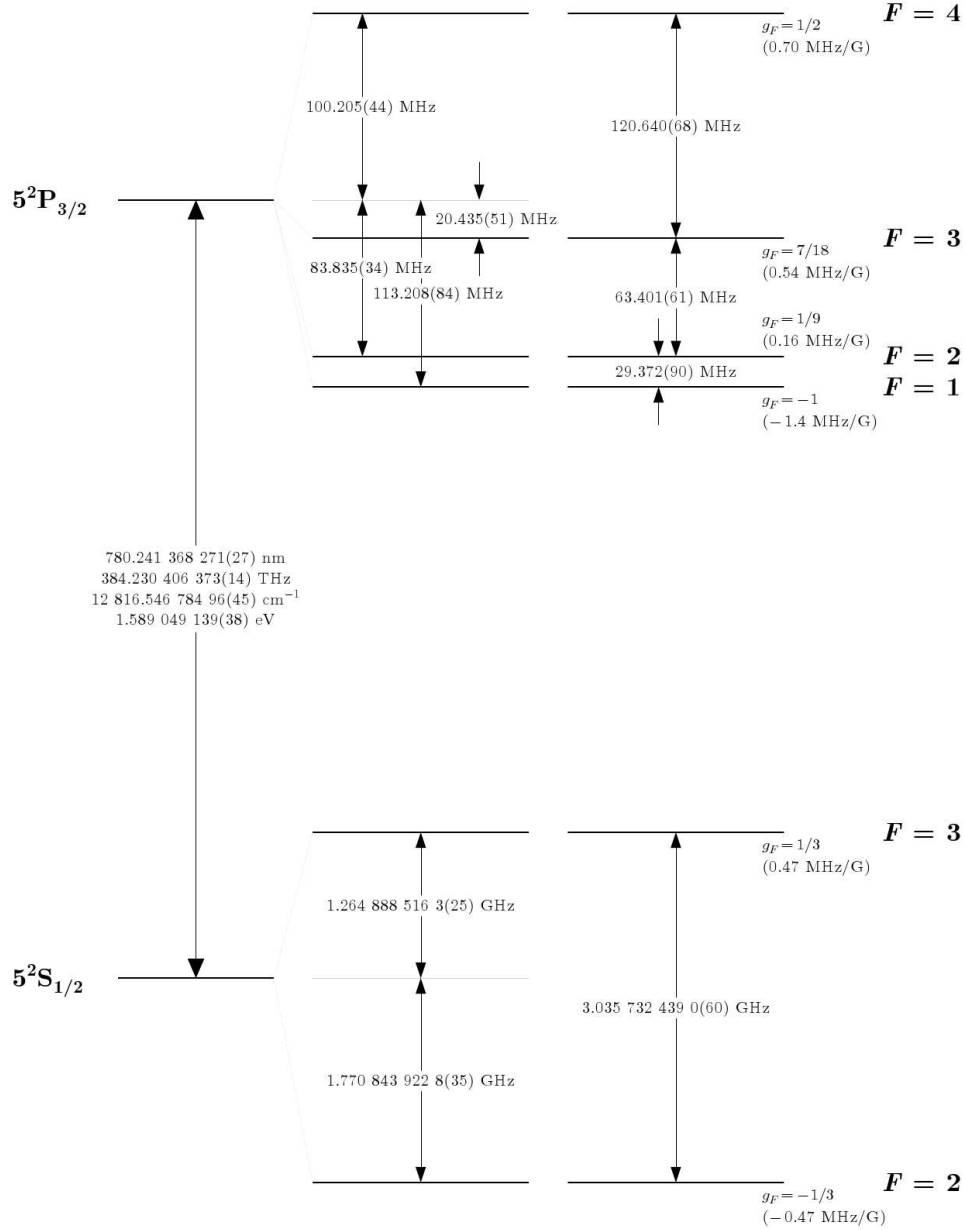 F = 4
g_F = 1/2
(0.70 MHz/G)
100.205(44) MHz
120.640(68) MHz
5²P₃/₂
20.435(51) MHz
F = 3
g_F = 7/18
(0.54 MHz/G)
83.835(34) MHz
113.208(84) MHz
63.401(61) MHz
g_F = 1/9
(0.16 MHz/G)
F = 2
29.372(90) MHz
F = 1
g_F = −1
(−1.4 MHz/G)
780.241 368 271(27) nm
384.230 406 373(14) THz
12 816.546 784 96(45) cm⁻¹
1.589 049 139(38) eV
F = 3
g_F = 1/3
(0.47 MHz/G)
1.264 888 516 3(25) GHz
5²S₁/₂
3.035 732 439 0(60) GHz
1.770 843 922 8(35) GHz
F = 2
g_F = −1/3
(−0.47 MHz/G)